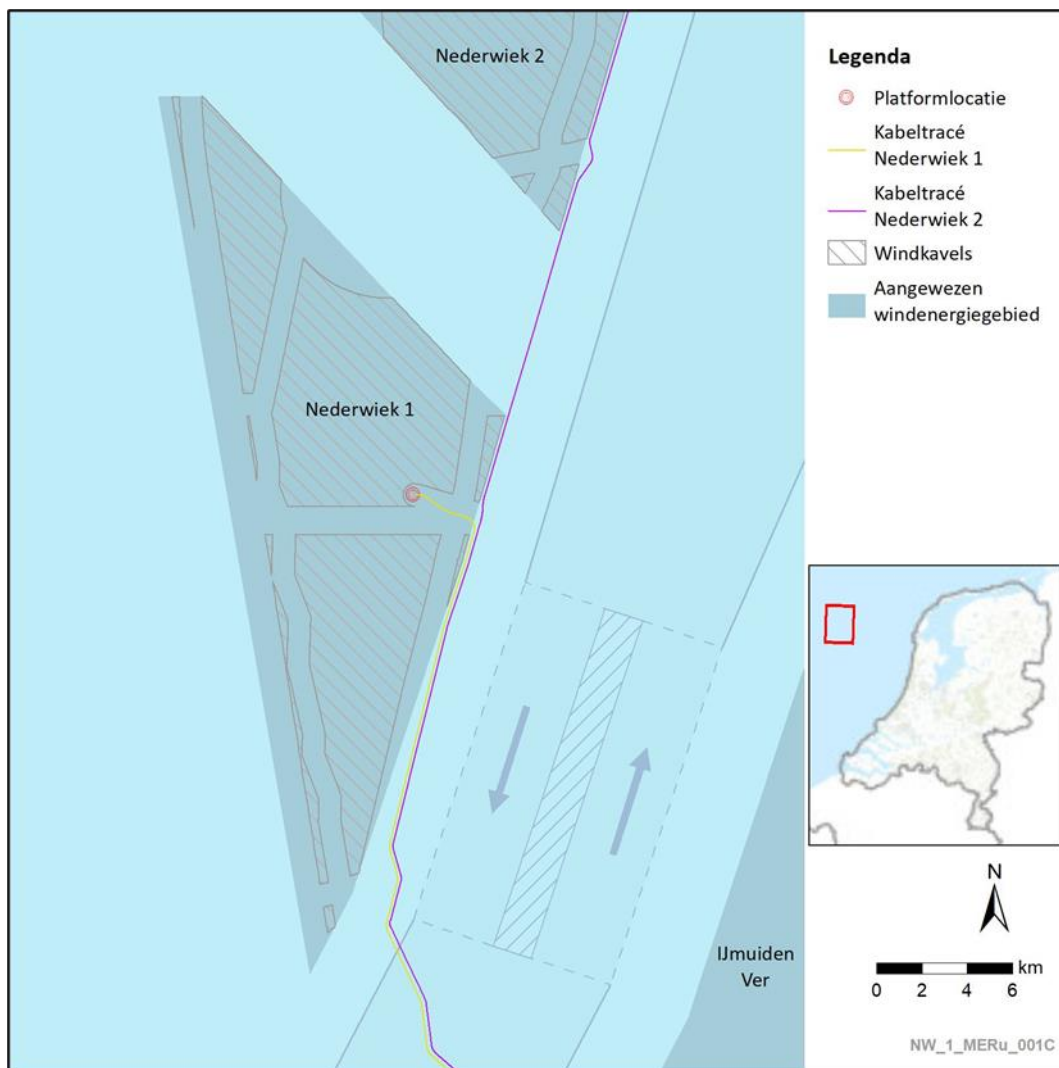 Nederwiek 2
Nederwiek 1
IJmuiden
Ver
Legenda
Platformlocatie
Kabeltracé
Nederwiek 1
Kabeltracé
Nederwiek 2
Windkavels
Aangewezen
windenergiegebied
N
km
0 2 4 6
NW_1_MERu_001C